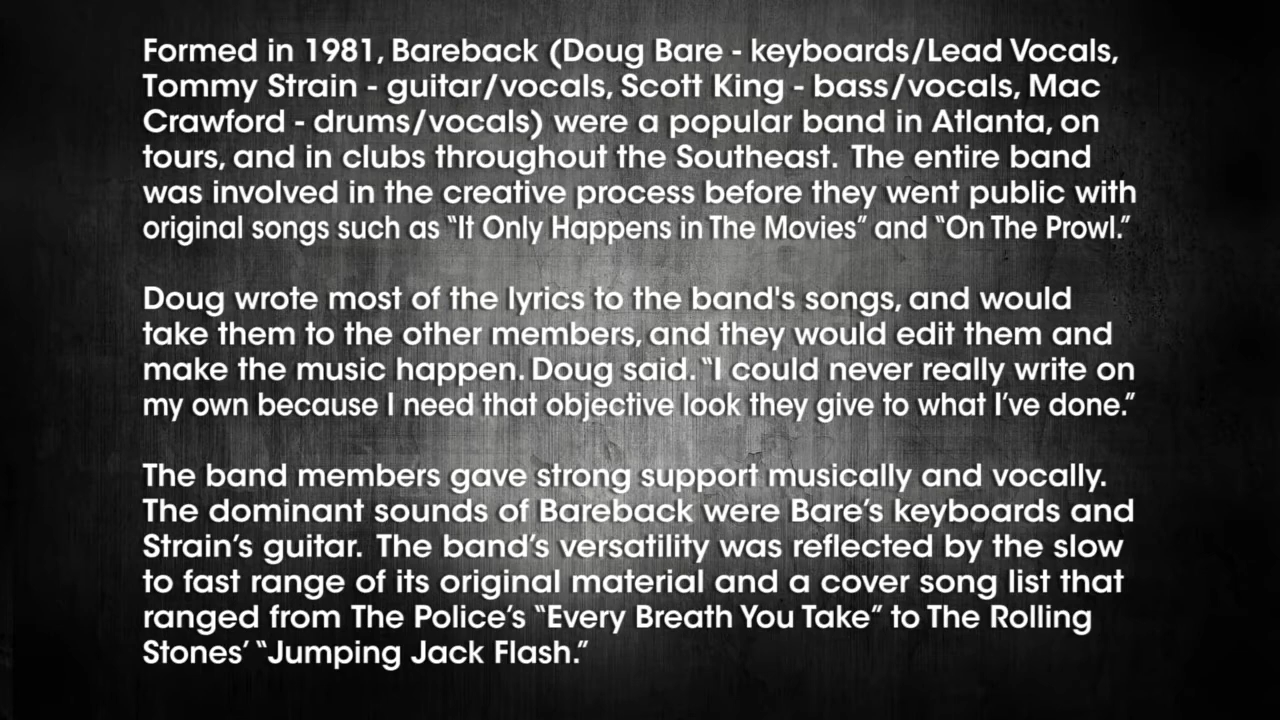 Formed in 1981, Bareback (Doug Bare - keyboards/Lead Vocals,
Tommy Strain - guitar/vocals, Scott King - bass/vocals, Mac
Crawford - drums/vocals) were a popular band in Atlanta, on
tours, and in clubs throughout the Southeast. The entire band
was involved in the creative process before they went public with
original songs such as “It Only Happens in The Movies” and “On The Prowl.”
Doug wrote most of the lyrics to the band's songs, and would
take them to the other members, and they would edit them and
make the music happen. Doug said. “I could never really write on
my own because I need that objective look they give to what I’ve done.”
The band members gave strong support musically and vocally.
The dominant sounds of Bareback were Bare’s keyboards and
Strain’s guitar. The band’s versatility was reflected by the slow
to fast range of its original material and a cover song list that
ranged from The Police’s “Every Breath You Take” to The Rolling
Stones’ “Jumping Jack Flash.”